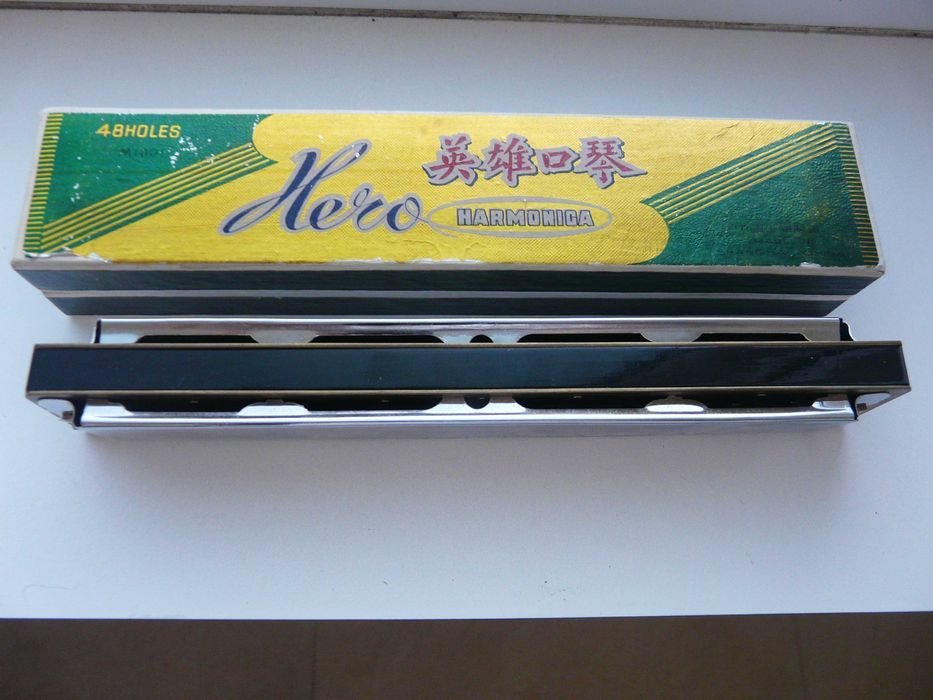 48HOLES
英雄口琴
Hero HARMONICA